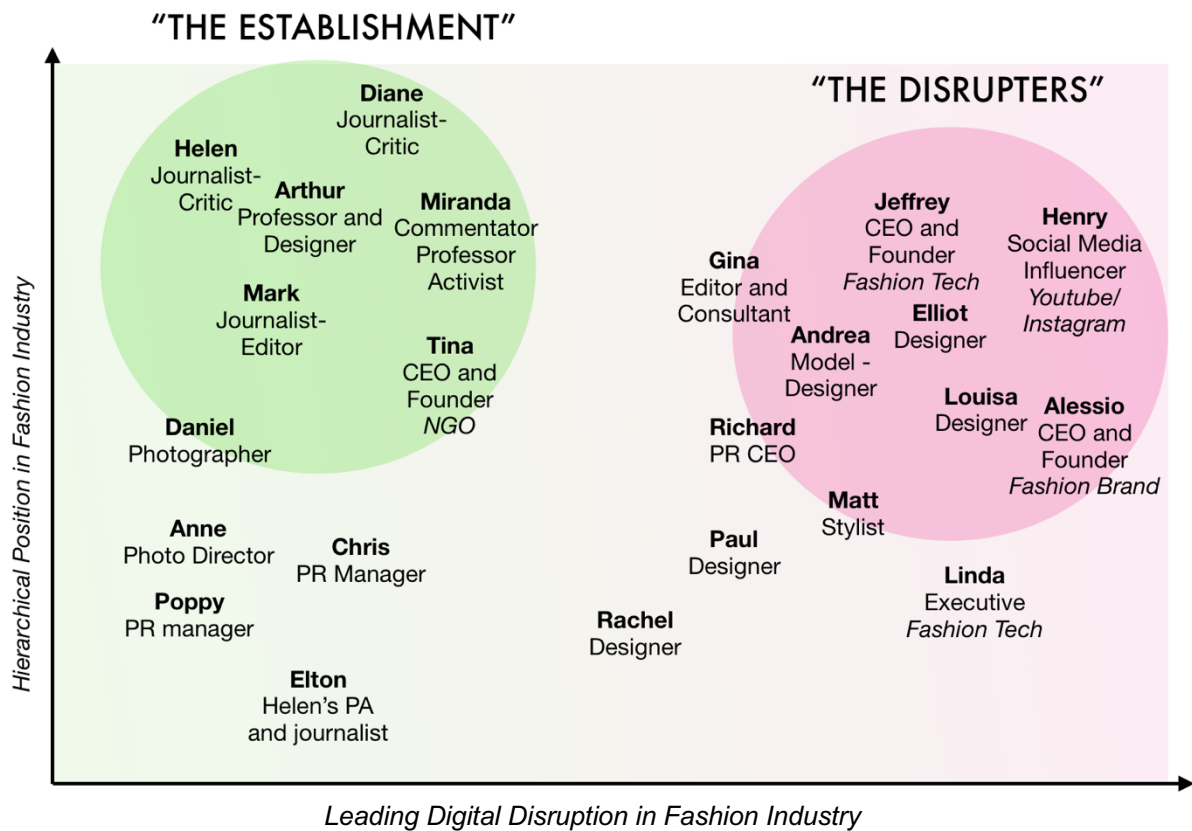 “THE ESTABLISHMENT”
“THE DISRUPTERS”
Hierarchical Position in Fashion Industry
Diane
Journalist-
Critic
Helen
Journalist-
Critic
Arthur
Professor and
Designer
Miranda
Commentator
Professor
Activist
Mark
Journalist-
Editor
Tina
CEO and
Founder
NGO
Daniel
Photographer
Anne
Photo Director
Chris
PR Manager
Poppy
PR manager
Elton
Helen’s PA
and journalist
Jeffrey
CEO and
Founder
Fashion Tech
Henry
Social Media
Influencer
Youtube/
Instagram
Gina
Editor and
Consultant
Elliot
Designer
Andrea
Model -
Designer
Louisa
Designer
Alessio
CEO and
Founder
Fashion Brand
Richard
PR CEO
Matt
Stylist
Paul
Designer
Linda
Executive
Fashion Tech
Rachel
Designer
Leading Digital Disruption in Fashion Industry